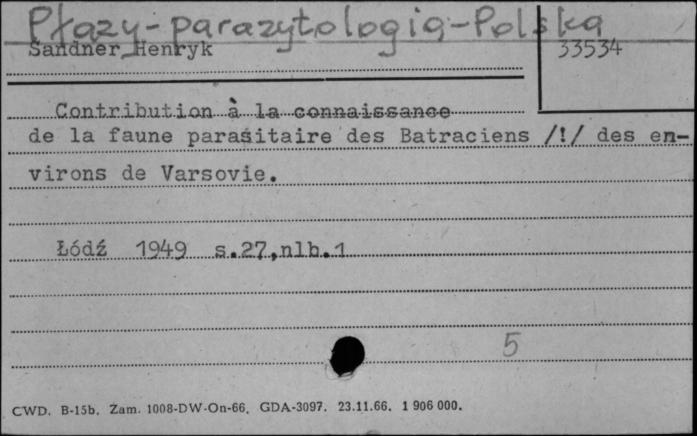 Płazy-parazytologia-Polska
Sandner Henryk
33534
Contribution à la connaissance
de la faune parasitaire des Batraciens /!/ des en-
virons de Varsovie.
Łódź 1949 s.27,nlb.1
5
CWD. B-15b. Zam. 1008-DW-On-66. GDA-3097. 23.11.66. 1 906 000.